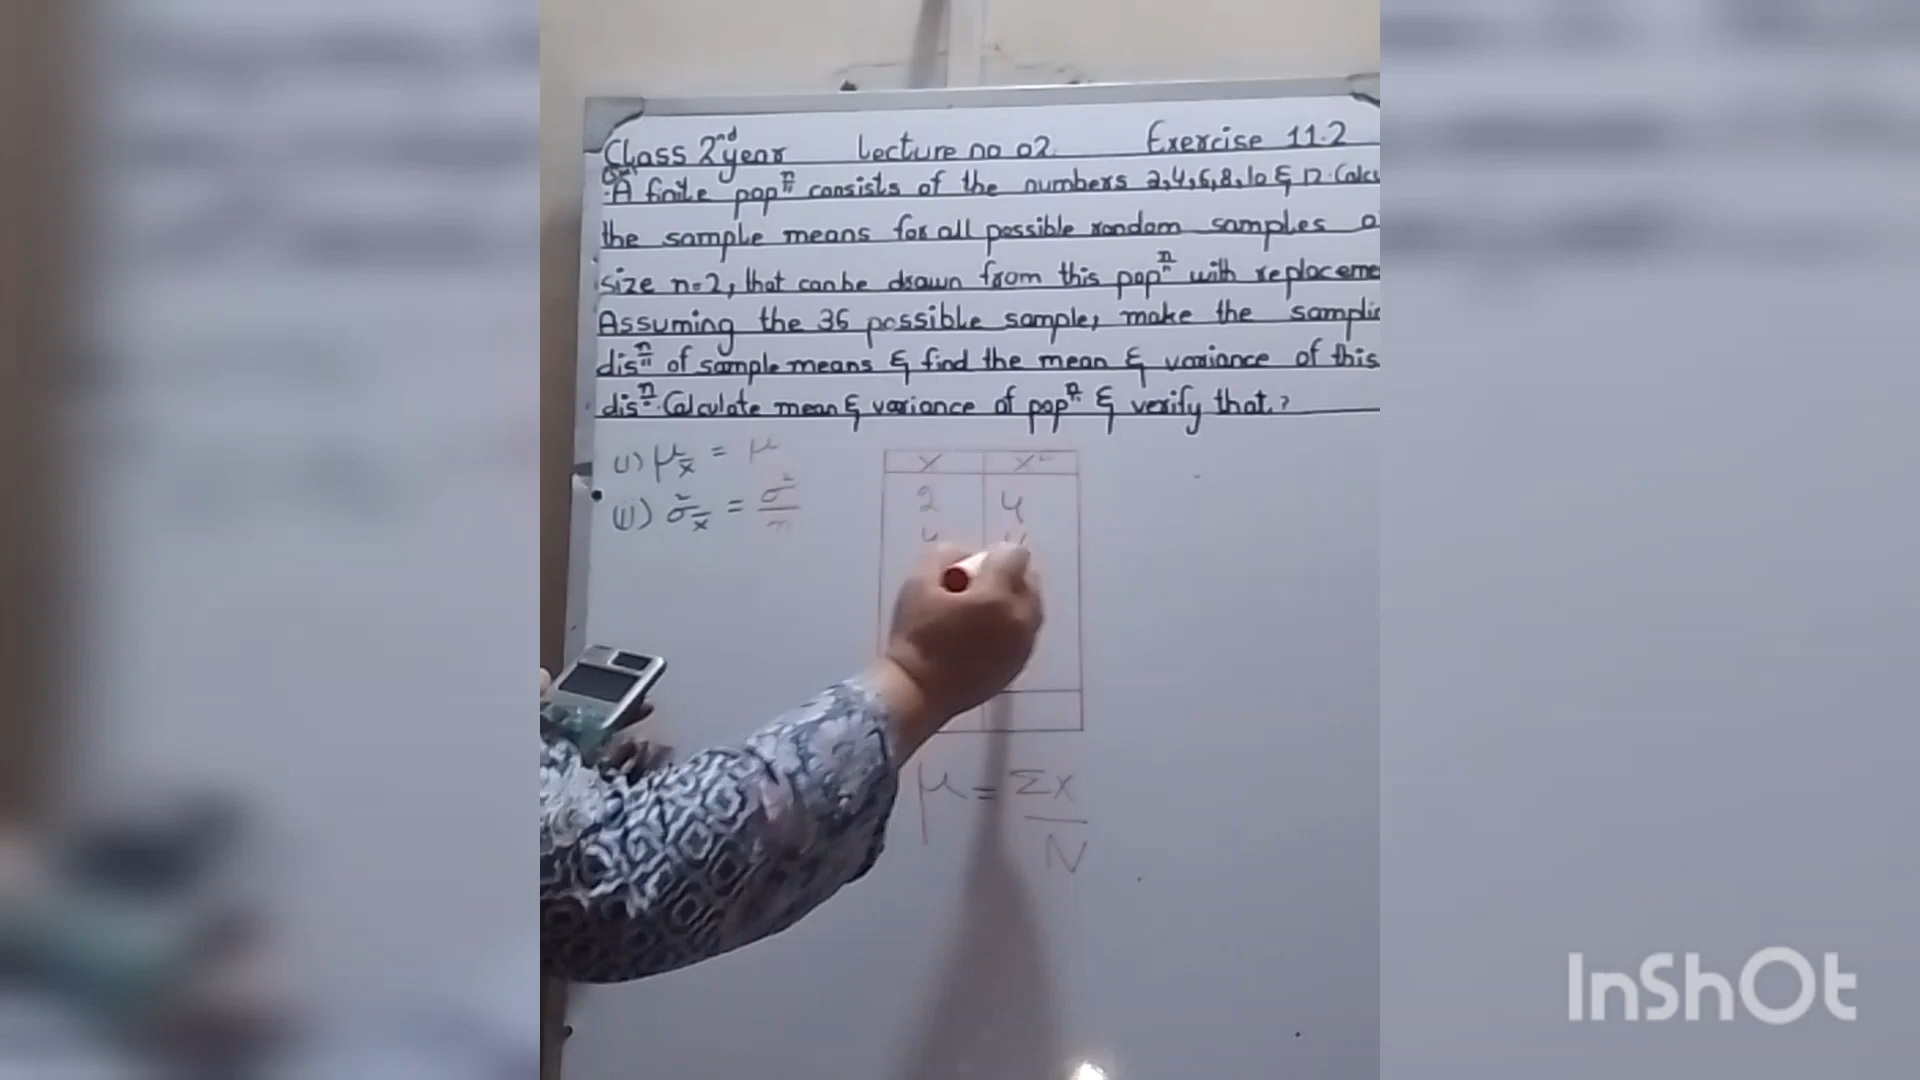 Class 2nd year Lecture no 02. Exercise 11.2
A finite popn consists of the numbers 2,4,6,8,10 & 12. Calcu
the sample means for all possible random samples o
size n=2, that can be drawn from this popn with replaceme
Assuming the 36 possible sample, make the samplin
disn of sample means & find the mean & variance of this
disn. Calculate mean & variance of popn & verify that?
(i) μx̄ = μ
(ii) σ²x̄ = σ²/n
X X²
2 4
4
μ = ΣX/N
InShOt